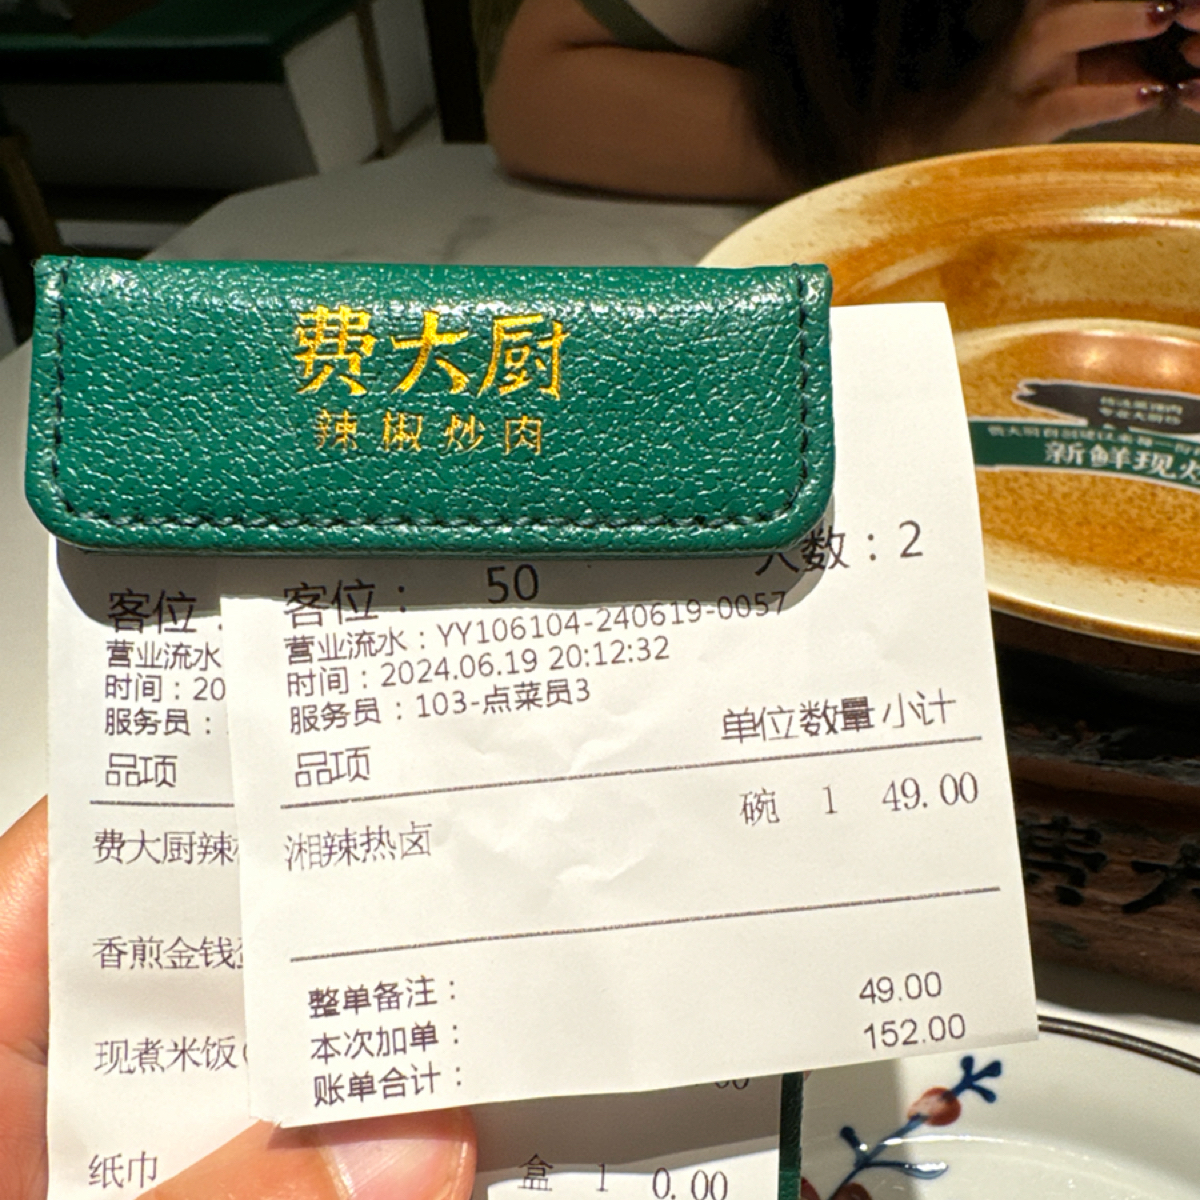 费大厨
辣椒炒肉
新鲜现
人数：2
客位：
客位： 50
营业流水
营业流水：YY106104-240619-0057
时间：20
时间：2024.06.19 20:12:32
服务员：
服务员：103-点菜员3
品项
品项 单位数量小计
费大厨辣
湘辣热卤 碗 1 49.00
香煎金钱
现煮米饭
整单备注：
本次加单： 49.00
账单合计： 152.00
纸巾 盒 1 0.00